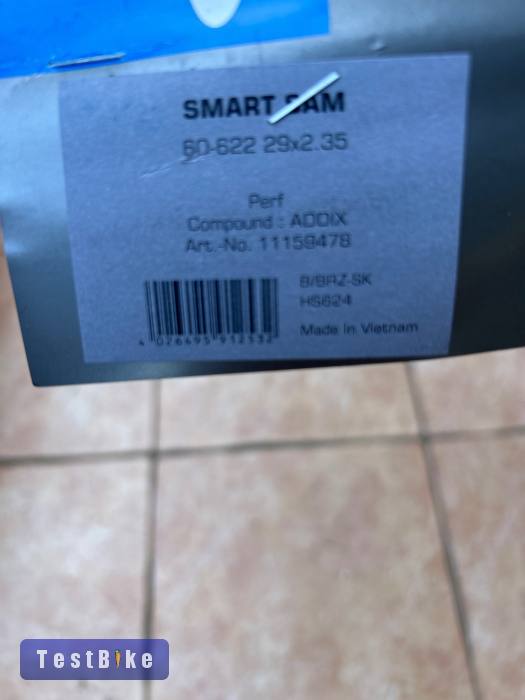 SMART SAM
60-622 29x2.35
Perf
Compound : ADDIX
Art.-No. 11159478
B/BRZ-SK
HS624
4 026495 912532
Made In Vietnam
TestBike